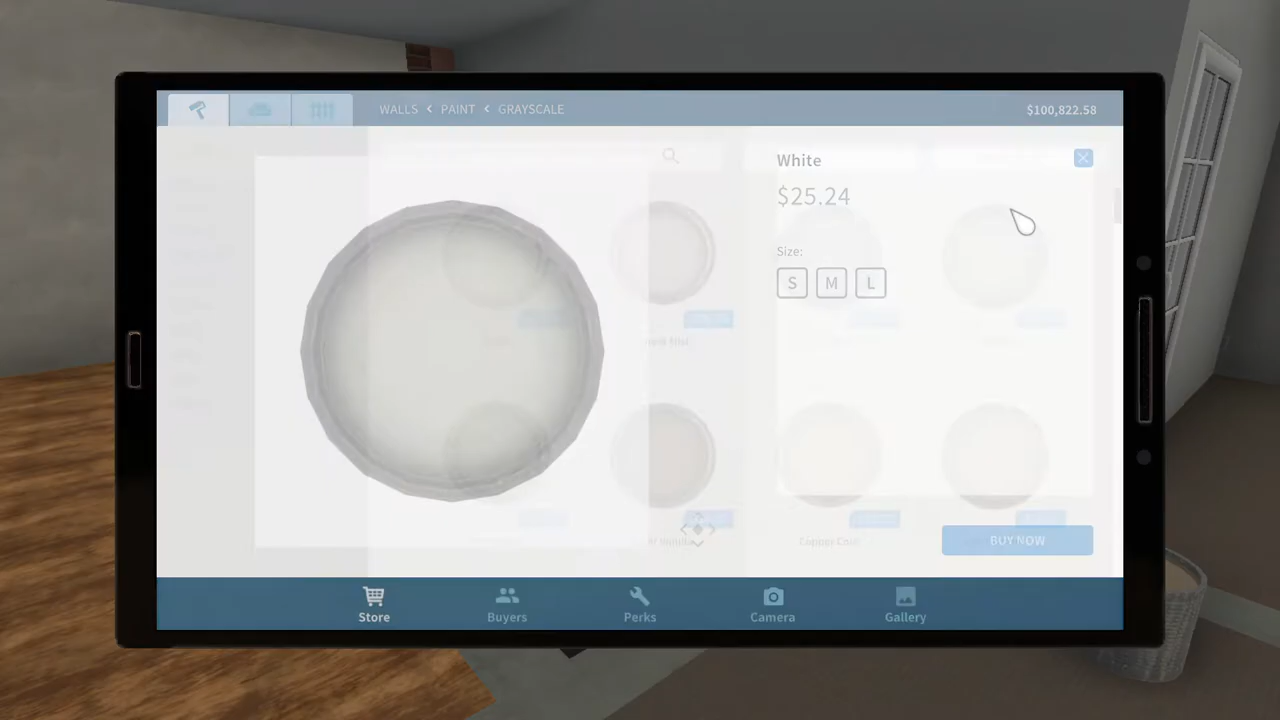 WALLS < PAINT < GRAYSCALE
$100,822.58
White
$25.24
Size:
S M L
Copper Coin
BUY NOW
Store
Buyers
Perks
Camera
Gallery